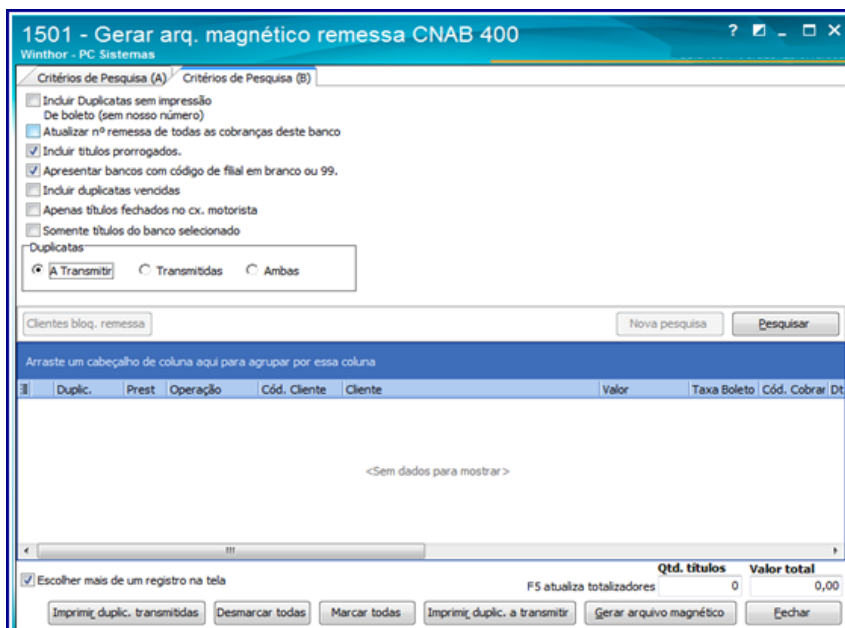 1501 - Gerar arq. magnético remessa CNAB 400
Winthor - PC Sistemas
Critérios de Pesquisa (A) Critérios de Pesquisa (B)
Incluir Duplicatas sem impressão
De boleto (sem nosso número)
Atualizar nº remessa de todas as cobranças deste banco
Incluir titulos prorrogados.
Apresentar bancos com código de filial em branco ou 99.
Incluir duplicatas vencidas
Apenas títulos fechados no cx. motorista
Somente títulos do banco selecionado
Duplicatas
A Transmitir Transmitidas Ambas
Clientes bloq. remessa Nova pesquisa Pesquisar
Arraste um cabeçalho de coluna aqui para agrupar por essa coluna
Duplic. Prest Operação Cód. Cliente Cliente Valor Taxa Boleto Cód. Cobrar Dt
<Sem dados para mostrar>
Escolher mais de um registro na tela
Qtd. títulos Valor total
F5 atualiza totalizadores 0 0,00
Imprimir duplic. transmitidas Desmarcar todas Marcar todas Imprimir duplic. a transmitir Gerar arquivo magnético Fechar